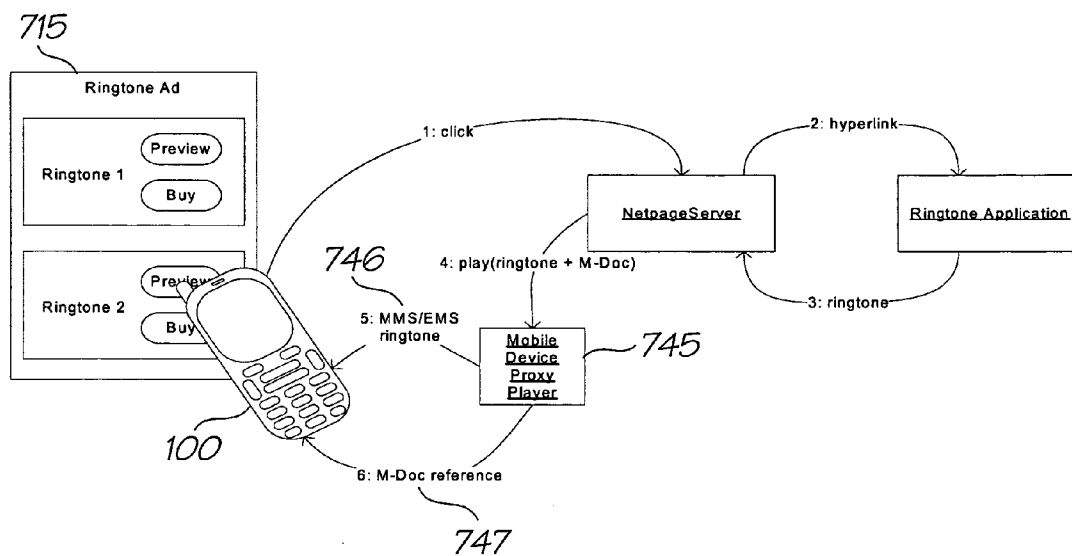 715
Ringtone Ad
Ringtone 1
Preview
Buy
Ringtone 2
Preview
Buy
100
1: click
2: hyperlink
NetpageServer
Ringtone Application
3: ringtone
4: play(ringtone + M-Doc)
746
5: MMS/EMS
ringtone
Mobile
Device
Proxy
Player
745
6: M-Doc reference
747